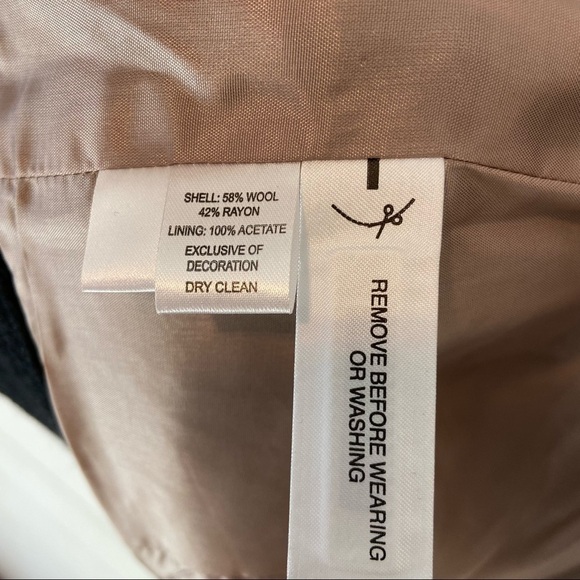 SHELL: 58% WOOL
42% RAYON
LINING: 100% ACETATE
EXCLUSIVE OF
DECORATION
DRY CLEAN
REMOVE BEFORE WEARING
OR WASHING